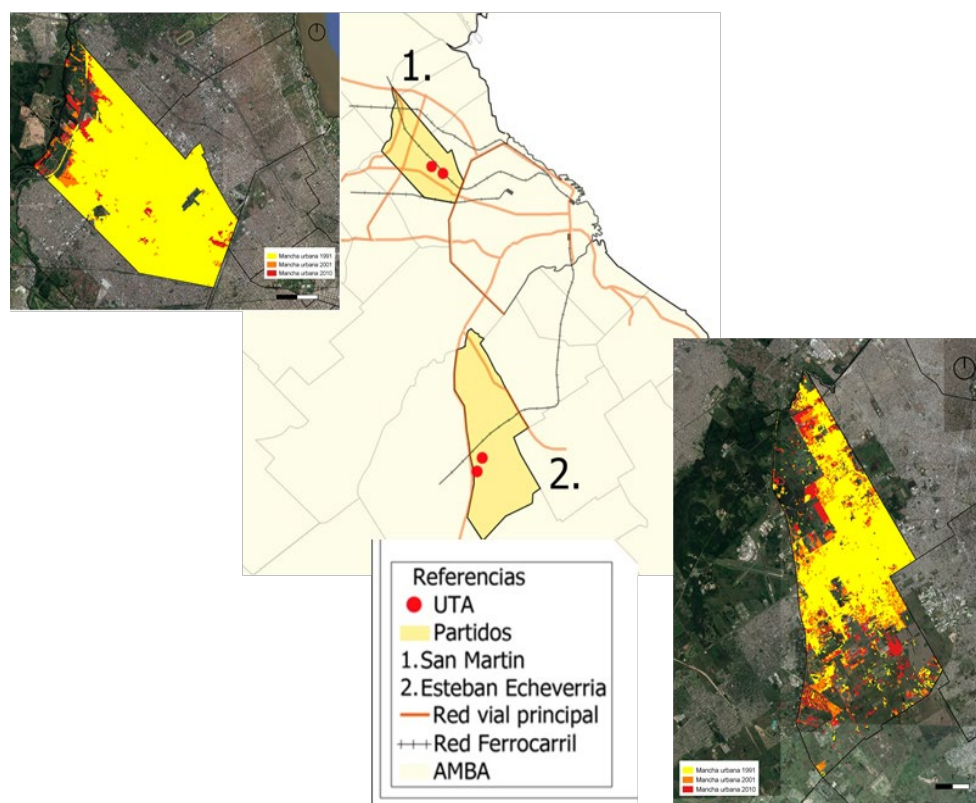 1.
Mancha urbana 1991
Mancha urbana 2001
Mancha urbana 2010
2.
Mancha urbana 1991
Mancha urbana 2001
Mancha urbana 2010
Referencias
UTA
Partidos
1.San Martin
2.Esteban Echeverria
Red vial principal
Red Ferrocarril
AMBA